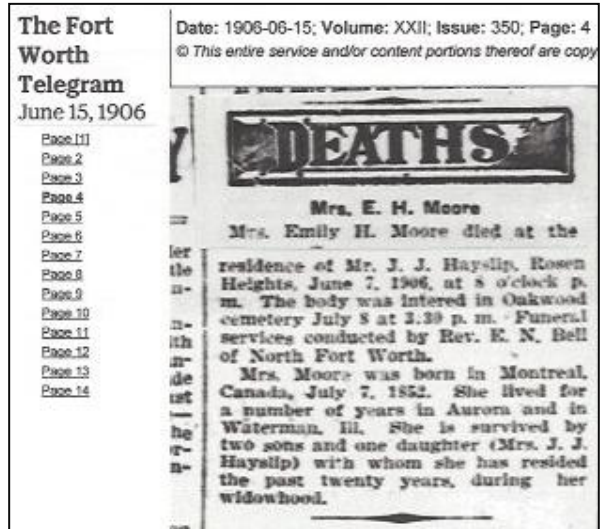 The Fort
Worth
Telegram
June 15, 1906
Page [1]
Page 2
Page 3
Page 4
Page 5
Page 6
Page 7
Page 8
Page 9
Page 10
Page 11
Page 12
Page 13
Page 14
Date: 1906-06-15; Volume: XXII; Issue: 350; Page: 4
© This entire service and/or content portions thereof are copy
DEATHS
Mrs. E. H. Moore
Mrs. Emily H. Moore died at the
residence of Mr. J. J. Hayslip, Rosen
Heights, June 7, 1906, at 8 o'clock p.
m. The body was intered in Oakwood
cemetery July 8 at 3.30 p. m. Funeral
services conducted by Rev. E. N. Bell
of North Fort Worth.
Mrs. Moore was born in Montreal,
Canada, July 7, 1852. She lived for
a number of years in Aurora and in
Waterman, Ill. She is survived by
two sons and one daughter (Mrs. J. J.
Hayslip) with whom she has resided
the past twenty years, during her
widowhood.